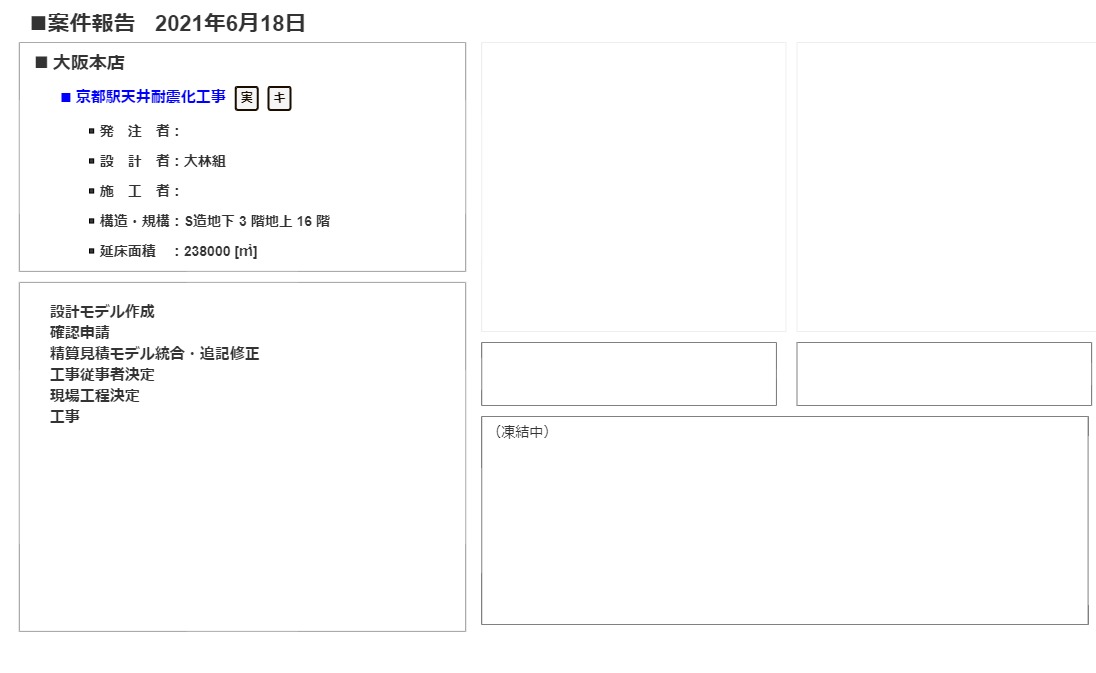 ■案件報告 2021年6月18日
■ 大阪本店
■ 京都駅天井耐震化工事 実 キ
▪ 発 注 者：
▪ 設 計 者：大林組
▪ 施 工 者：
▪ 構造・規構：S造地下 3 階地上 16 階
▪ 延床面積 ：238000 [㎡]
設計モデル作成
確認申請
精算見積モデル統合・追記修正
工事従事者決定
現場工程決定
工事
（凍結中）